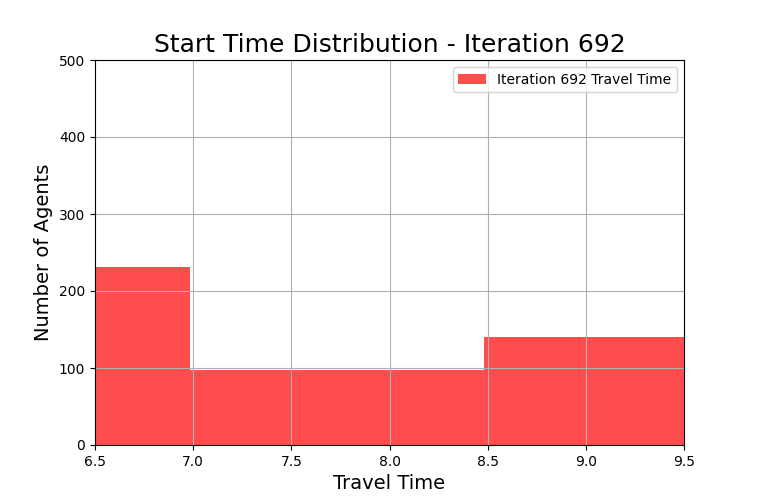 Start Time Distribution - Iteration 692
Iteration 692 Travel Time
Number of Agents
500
400
300
200
100
0
6.5 7.0 7.5 8.0 8.5 9.0 9.5
Travel Time